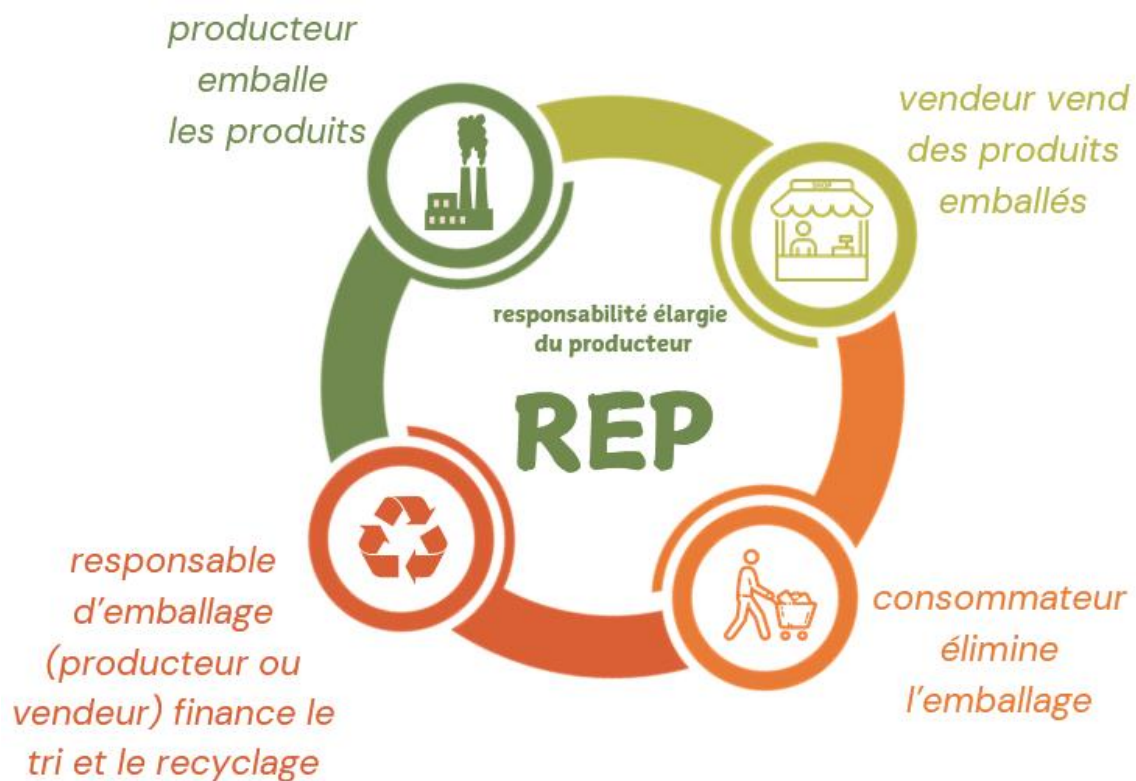 producteur
emballe
les produits
vendeur vend
des produits
emballés
SHOP
responsabilité élargie
du producteur
REP
responsable
d'emballage
(producteur ou
vendeur) finance le
tri et le recyclage
consommateur
élimine
l'emballage